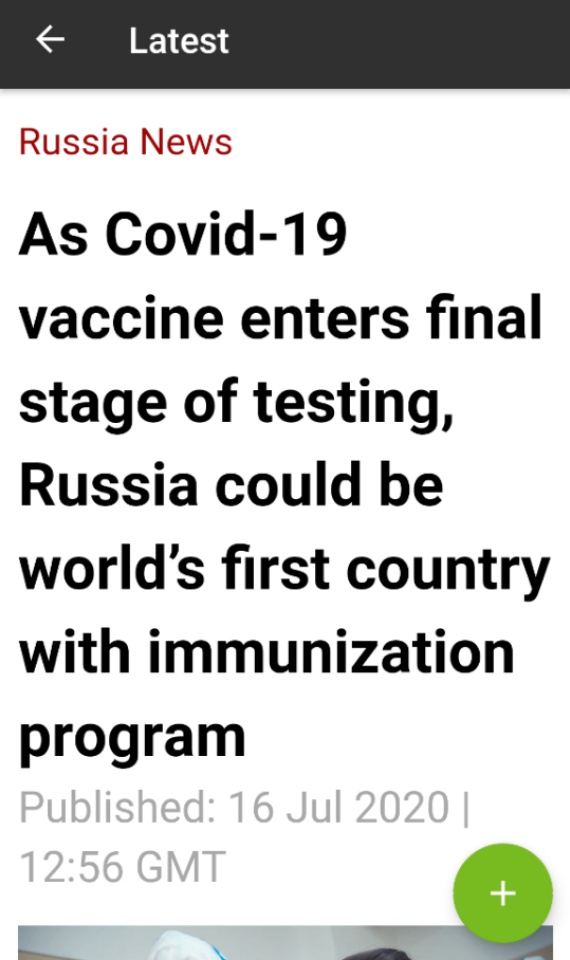 Latest
Russia News
As Covid-19
vaccine enters final
stage of testing,
Russia could be
world’s first country
with immunization
program
Published: 16 Jul 2020 |
12:56 GMT